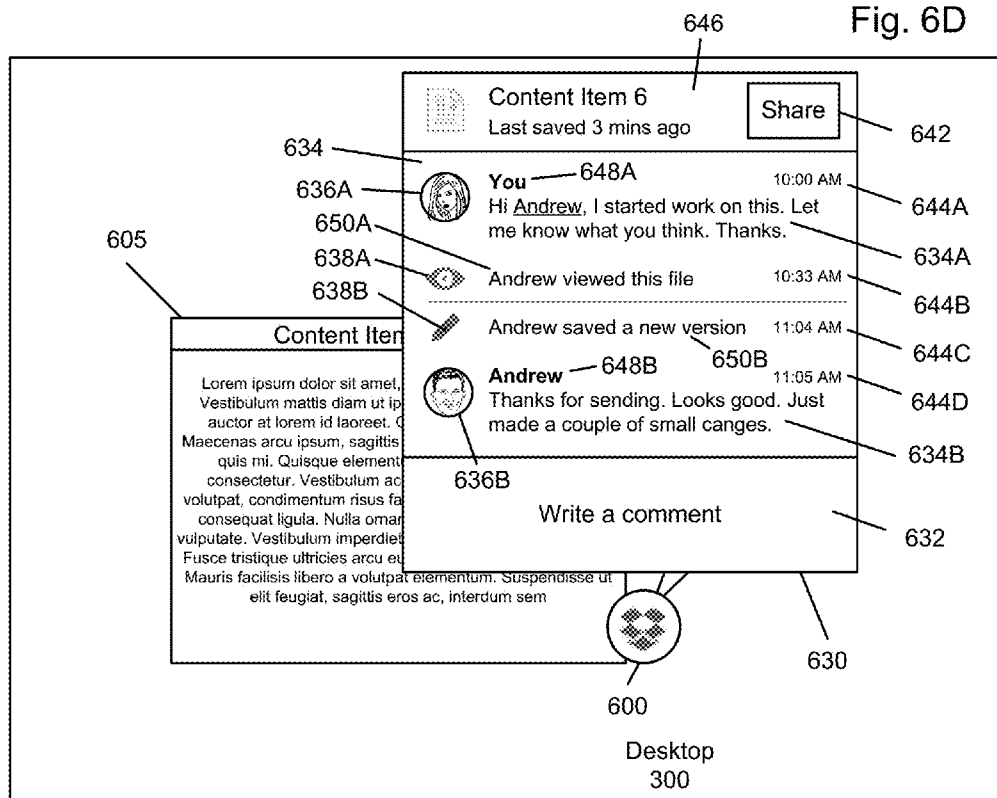 Fig. 6D
646
Content Item 6
Last saved 3 mins ago
Share
642
634
636A
You
648A
10:00 AM
644A
Hi Andrew, I started work on this. Let
me know what you think. Thanks.
634A
650A
638A
Andrew viewed this file
10:33 AM
644B
605
638B
Andrew saved a new version
11:04 AM
644C
650B
Content Iten
Andrew
648B
11:05 AM
644D
Thanks for sending. Looks good. Just
made a couple of small canges.
634B
636B
Write a comment
632
Lorem ipsum dolor sit amet,
Vestibulum mattis diam ut ip
auctor at lorem id laoreet.
Maecenas arcu ipsum, sagittis
quis mi. Quisque element
consectetur. Vestibulum ac
volutpat, condimentum risus fa
consequat ligula. Nulla ornar
vulputate. Vestibulum imperdiet
Fusce tristique ultricies arcu eu
Mauris facilisis libero a volutpat elementum. Suspendisse ut
elit feugiat, sagittis eros ac, interdum sem
630
600
Desktop
300